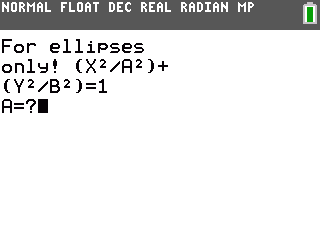 NORMAL FLOAT DEC REAL RADIAN MP
For ellipses
only! (X²/A²)+
(Y²/B²)=1
A=?